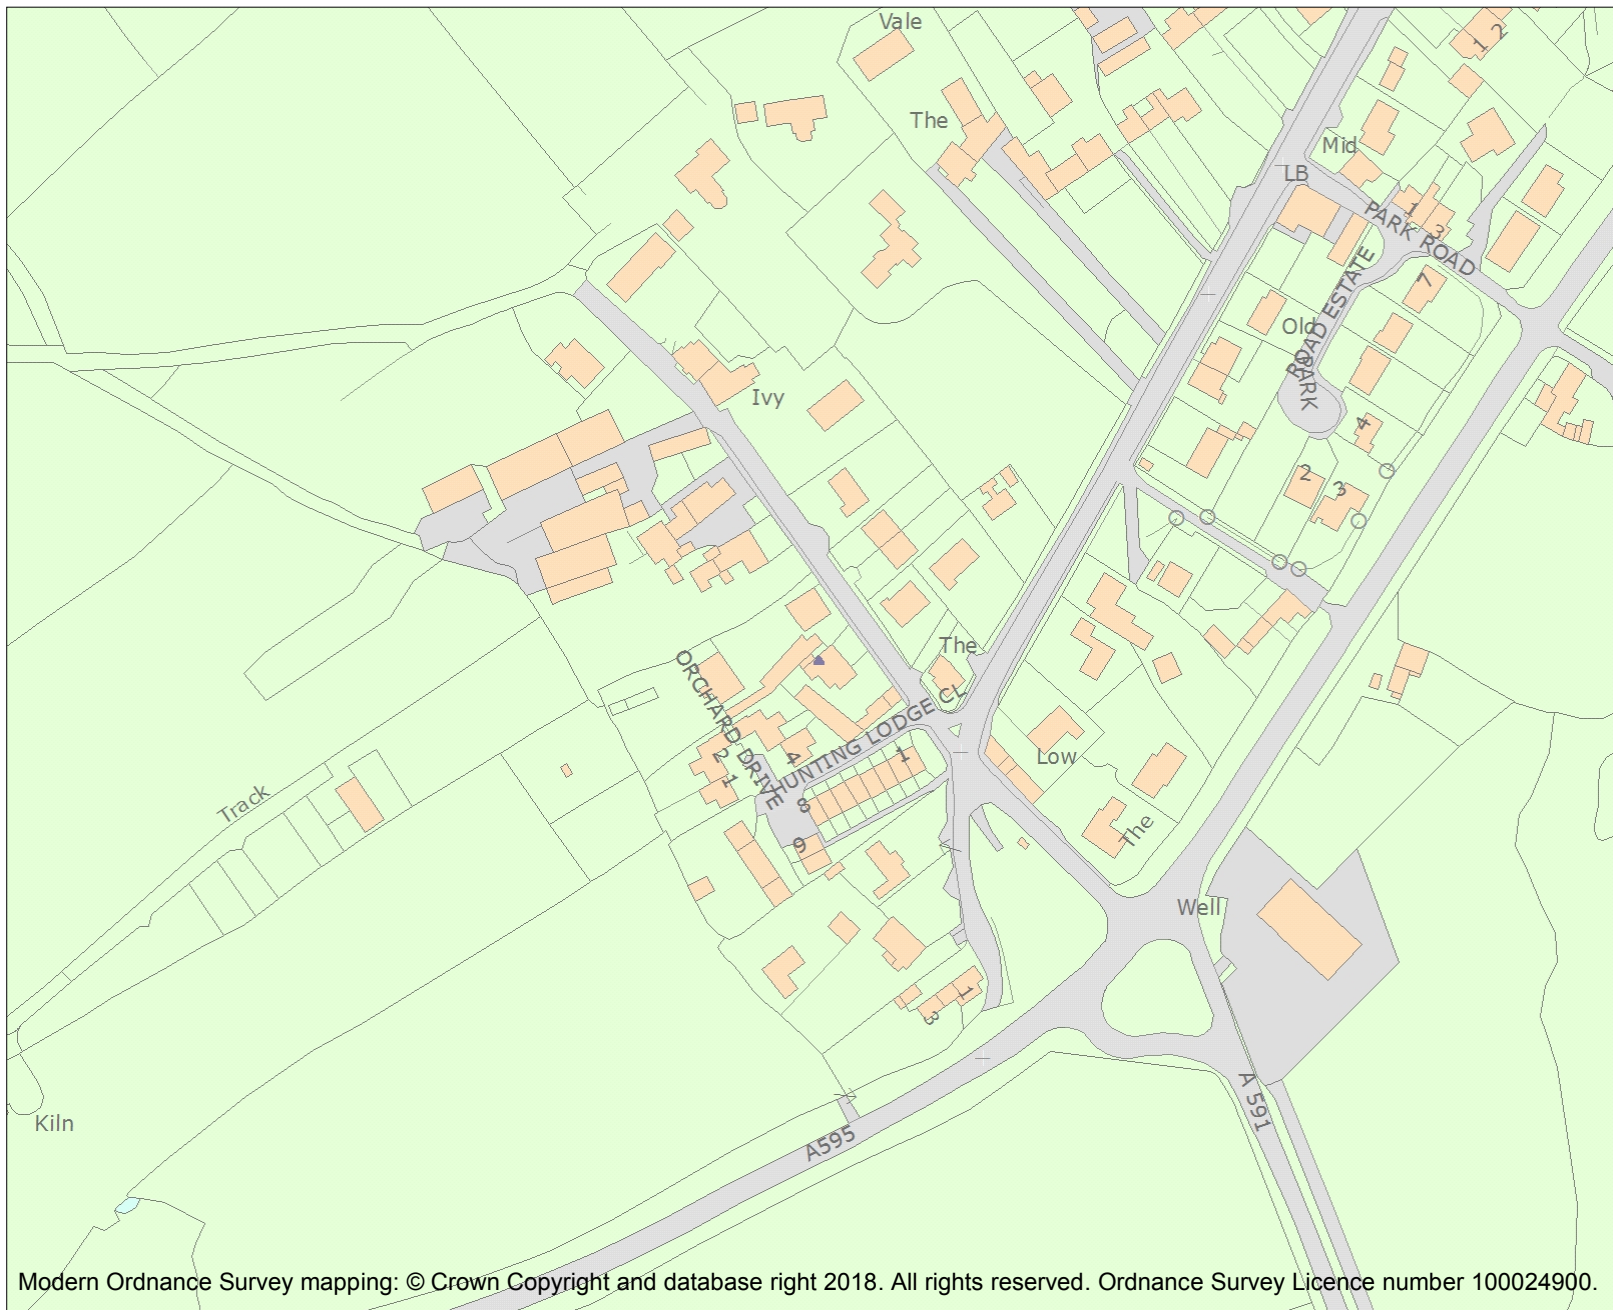 Vale
1 2
The
Mid
LB
PARK ROAD
1
3
7
Old
PARK
ROAD ESTATE
Ivy
4
2
3
The
ORCHARD DRIVE
HUNTING LODGE CL
Low
2
1
4
1
8
9
Track
The
Well
1
3
A 591
Kiln
A595
Modern Ordnance Survey mapping: © Crown Copyright and database right 2018. All rights reserved. Ordnance Survey Licence number 100024900.